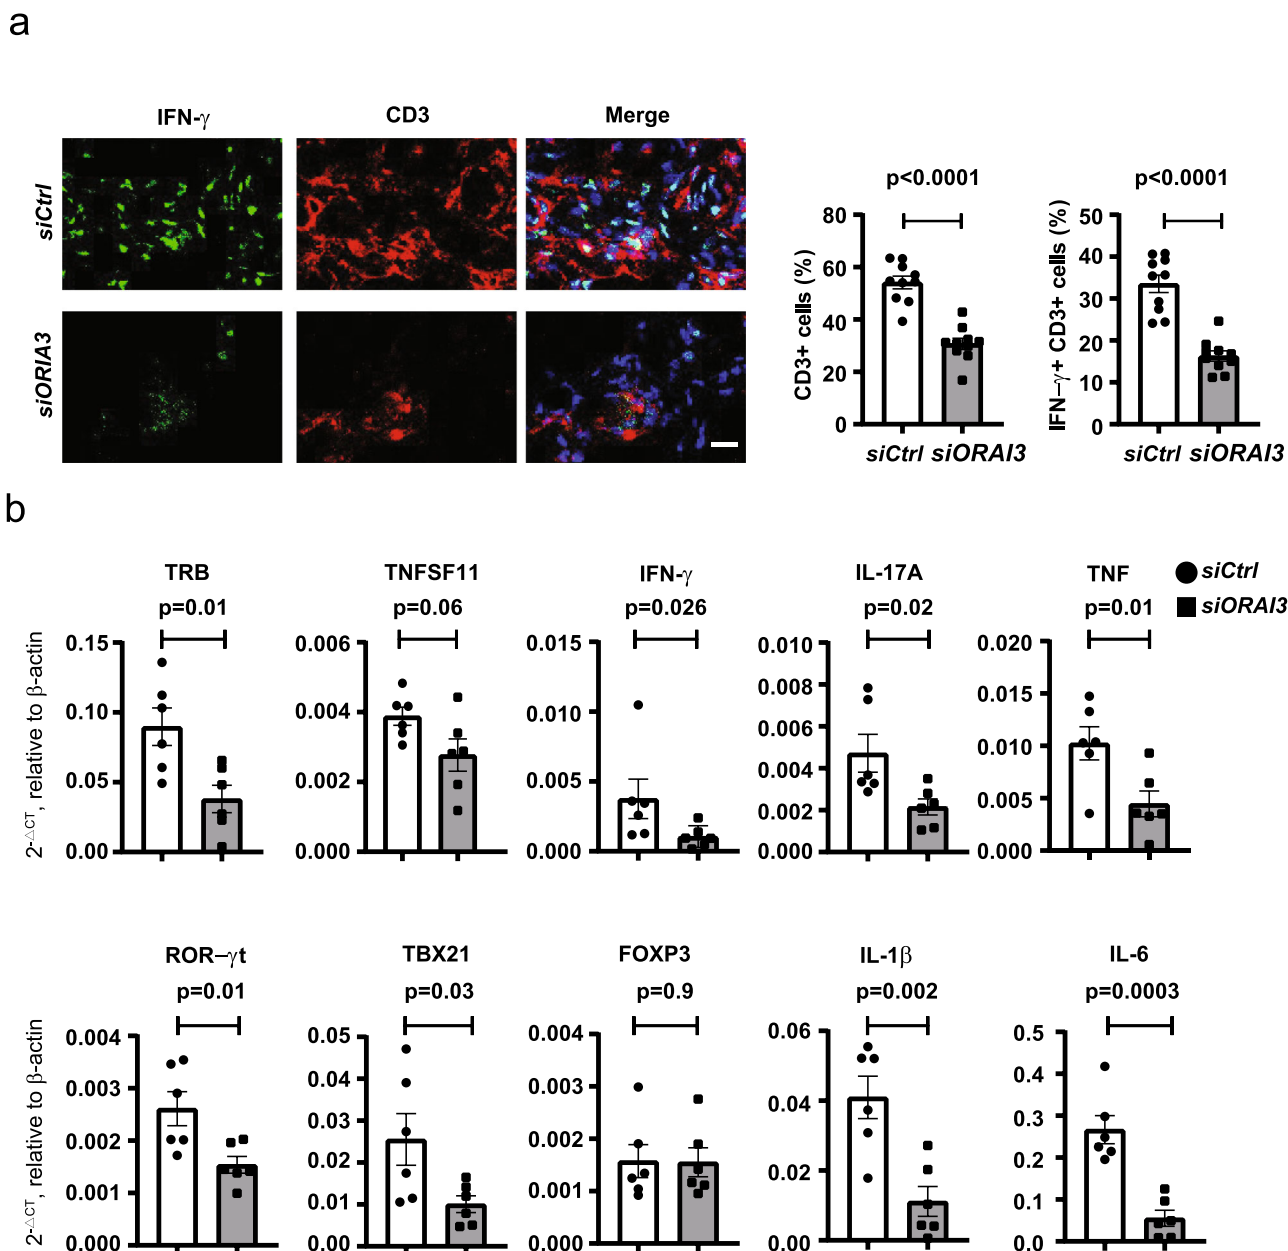 a
IFN-γ CD3 Merge
siCtrl
siORIA3
p<0.0001
CD3+ cells (%)
80
60
40
20
0
siCtrl siORAI3
p<0.0001
IFN–γ+ CD3+ cells (%)
50
40
30
20
10
0
siCtrl siORAI3
b
2-△CT, relative to β-actin
TRB
p=0.01
0.15
0.10
0.05
0.00
TNFSF11
p=0.06
0.006
0.004
0.002
0.000
IFN-γ
p=0.026
0.015
0.010
0.005
0.000
IL-17A
p=0.02
0.010
0.008
0.006
0.004
0.002
0.000
TNF
p=0.01
0.020
0.015
0.010
0.005
0.000
siCtrl
siORAI3
2-△CT, relative to β-actin
ROR–γt
p=0.01
0.004
0.003
0.002
0.001
0.000
TBX21
p=0.03
0.05
0.04
0.03
0.02
0.01
0.00
FOXP3
p=0.9
0.004
0.003
0.002
0.001
0.000
IL-1β
p=0.002
0.06
0.04
0.02
0.00
IL-6
p=0.0003
0.5
0.4
0.3
0.2
0.1
0.0